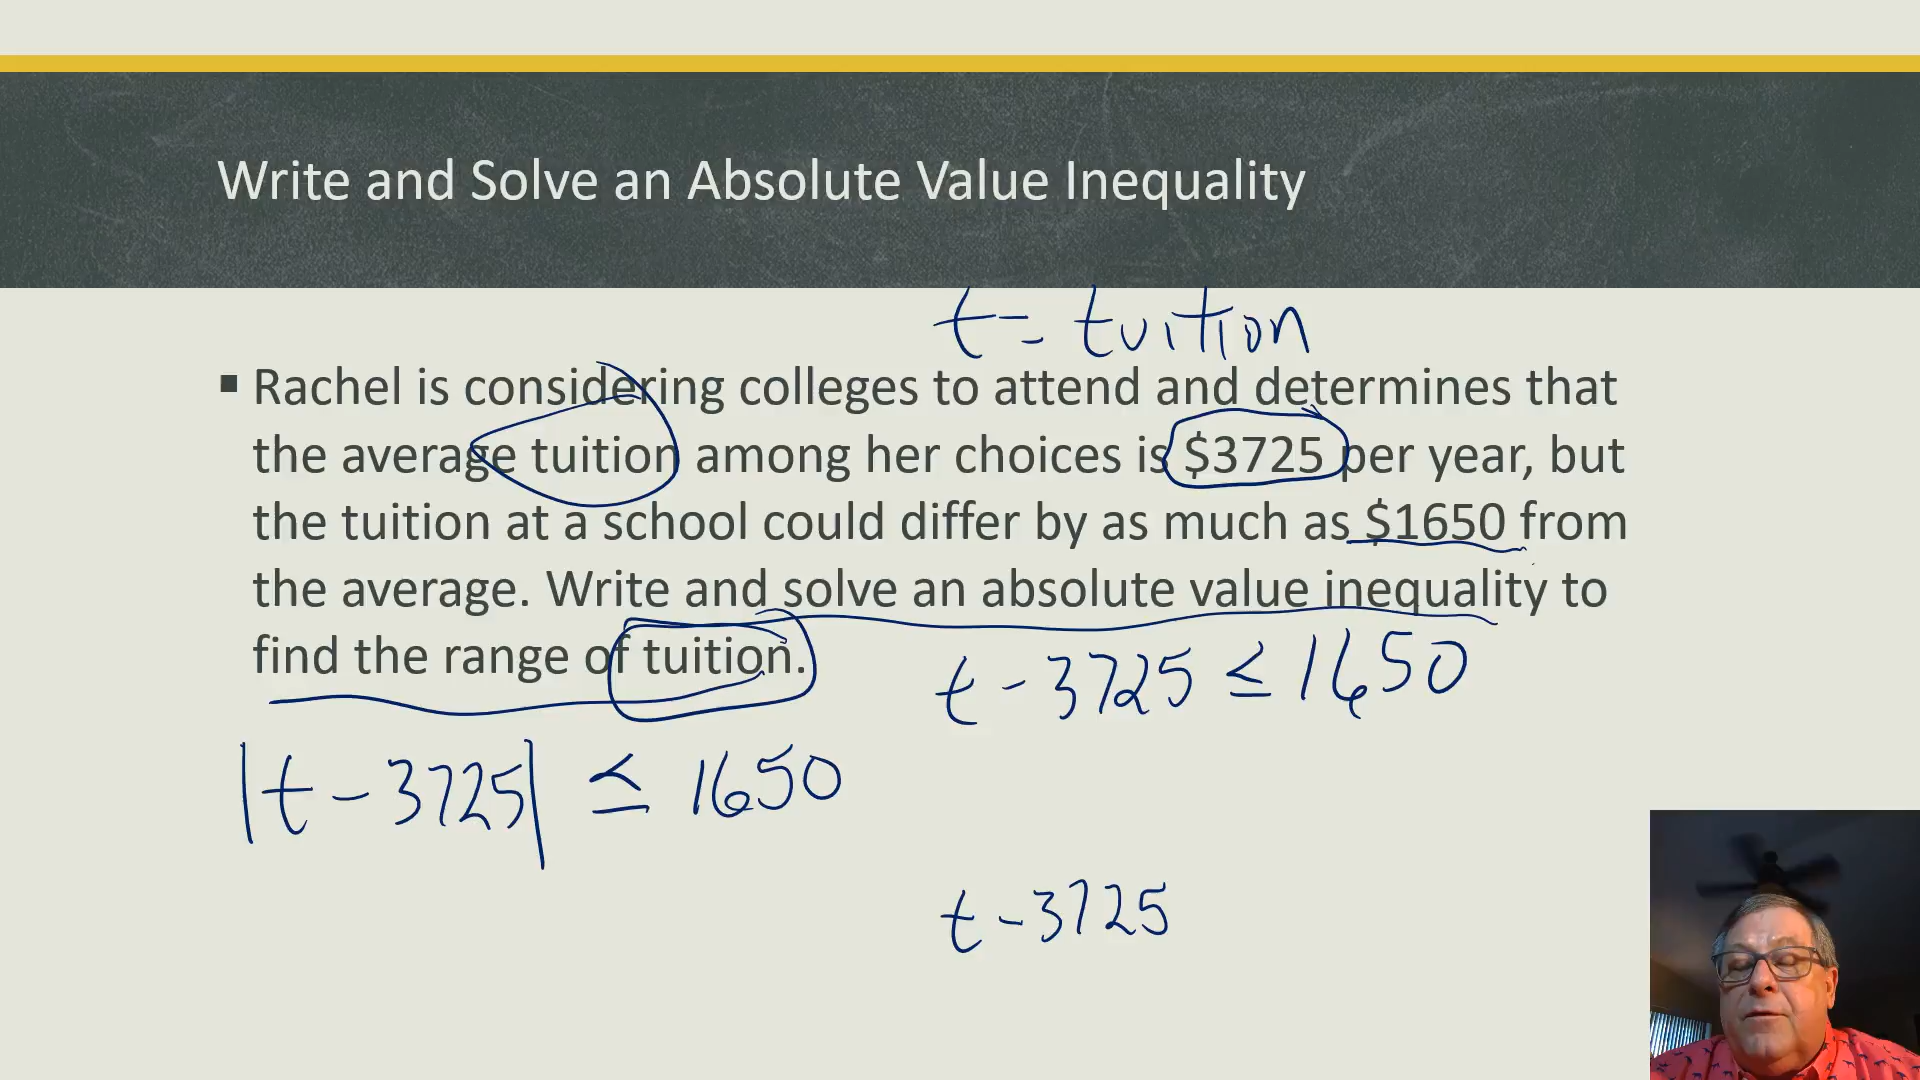 Write and Solve an Absolute Value Inequality
t = tuition
▪ Rachel is considering colleges to attend and determines that
the average tuition among her choices is $3725 per year, but
the tuition at a school could differ by as much as $1650 from
the average. Write and solve an absolute value inequality to
find the range of tuition.
t - 3725 ≤ 1650
|t - 3725| ≤ 1650
t - 3725